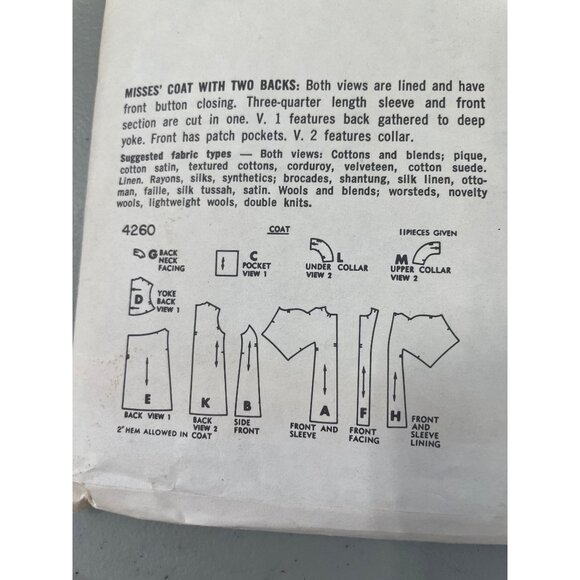 MISSES' COAT WITH TWO BACKS: Both views are lined and have
front button closing. Three-quarter length sleeve and front
section are cut in one. V. 1 features back gathered to deep
yoke. Front has patch pockets. V. 2 features collar.
Suggested fabric types — Both views: Cottons and blends; pique,
cotton satin, textured cottons, corduroy, velveteen, cotton suede.
Linen. Rayons, silks, synthetics; brocades, shantung, silk linen, otto-
man, faille, silk tussah, satin. Wools and blends; worsteds, novelty
wools, lightweight wools, double knits.
4260 COAT 11 PIECES GIVEN
G BACK
NECK
FACING
C
POCKET
VIEW 1
L
UNDER COLLAR
VIEW 2
M
UPPER COLLAR
VIEW 2
D YOKE
BACK
VIEW 1
E
BACK VIEW 1
K
BACK
VIEW 2
B
SIDE
FRONT
A
FRONT AND
SLEEVE
F
FRONT
FACING
H
FRONT
AND
SLEEVE
LINING
2" HEM ALLOWED IN COAT